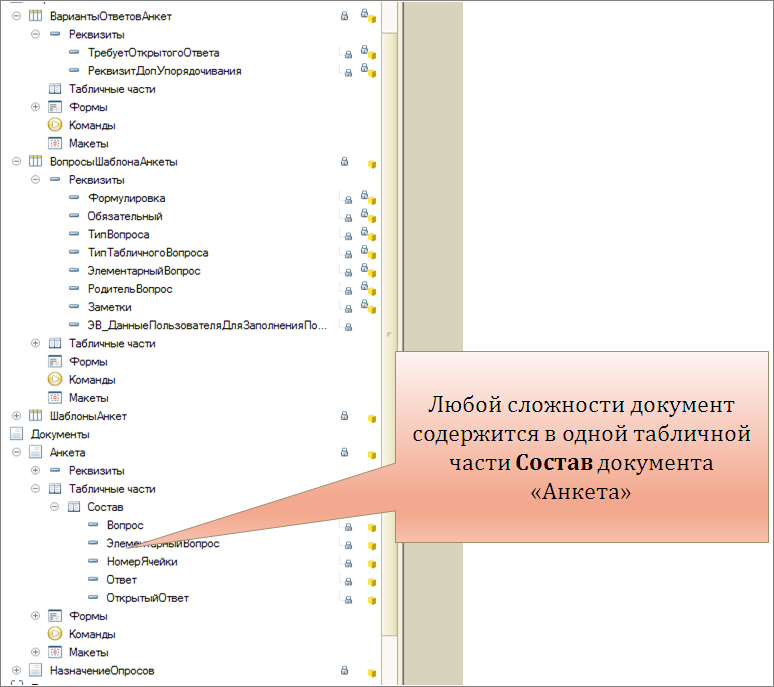 ВариантыОтветовАнкет
Реквизиты
ТребуетОткрытогоОтвета
РеквизитДопУпорядочивания
Табличные части
Формы
Команды
Макеты
ВопросыШаблонаАнкеты
Реквизиты
Формулировка
Обязательный
ТипВопроса
ТипТабличногоВопроса
ЭлементарныйВопрос
РодительВопрос
Заметки
ЭВ_ДанныеПользователяДляЗаполненияПо...
Табличные части
Формы
Команды
Макеты
ШаблоныАнкет
Документы
Анкета
Реквизиты
Табличные части
Состав
Вопрос
ЭлементарныйВопрос
НомерЯчейки
Ответ
ОткрытыйОтвет
Формы
Команды
Макеты
НазначениеОпросов
Любой сложности документ
содержится в одной табличной
части Состав документа
«Анкета»